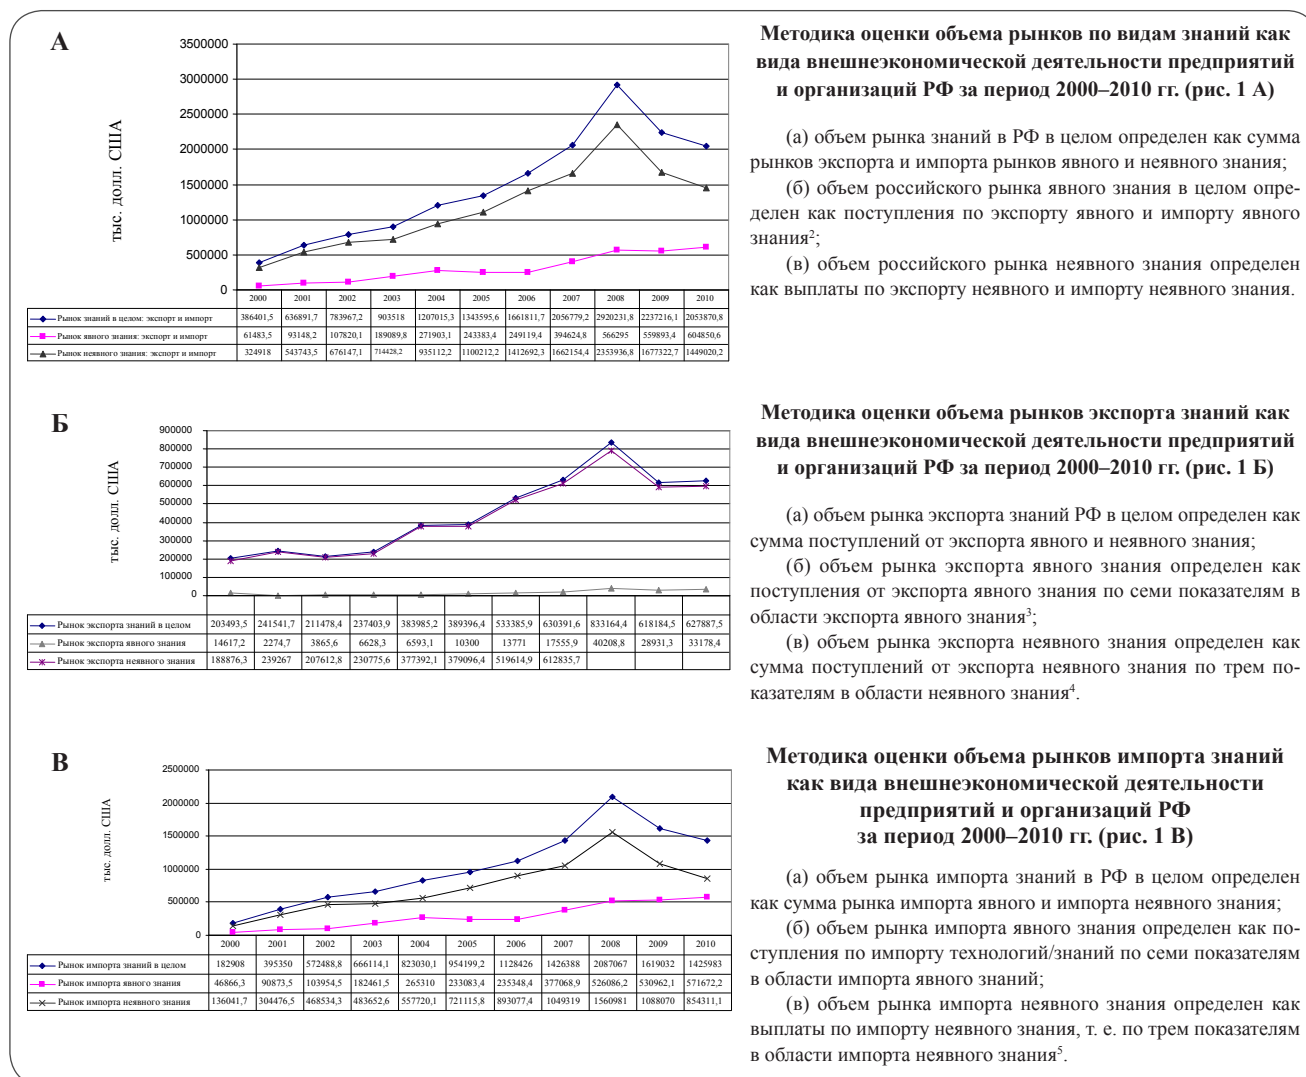 А
тыс. долл. США
3500000
3000000
2500000
2000000
1500000
1000000
500000
0
2000 2001 2002 2003 2004 2005 2006 2007 2008 2009 2010
Рынок знаний в целом: экспорт и импорт 386401,5 636891,7 783967,2 903518 1207015,3 1343595,6 1661811,7 2056779,2 2920231,8 2237216,1 2053870,8
Рынок явного знания: экспорт и импорт 61483,5 93148,2 107820,1 189089,8 271903,1 243383,4 249119,4 394624,8 566295 559893,4 604850,6
Рынок неявного знания: экспорт и импорт 324918 543743,5 676147,1 714428,2 935112,2 1100212,2 1412692,3 1662154,4 2353936,8 1677322,7 1449020,2
Методика оценки объема рынков по видам знаний как
вида внешнеэкономической деятельности предприятий
и организаций РФ за период 2000–2010 гг. (рис. 1 А)
(а) объем рынка знаний в РФ в целом определен как сумма
рынков экспорта и импорта рынков явного и неявного знания;
(б) объем российского рынка явного знания в целом опре-
делен как поступления по экспорту явного и импорту явного
знания²;
(в) объем российского рынка неявного знания определен
как выплаты по экспорту неявного и импорту неявного знания.
Б
тыс. долл. США
900000
800000
700000
600000
500000
400000
300000
200000
100000
0
Рынок экспорта знаний в целом 203493,5 241541,7 211478,4 237403,9 383985,2 389396,4 533385,9 630391,6 833164,4 618184,5 627887,5
Рынок экспорта явного знания 14617,2 2274,7 3865,6 6628,3 6593,1 10300 13771 17555,9 40208,8 28931,3 33178,4
Рынок экспорта неявного знания 188876,3 239267 207612,8 230775,6 377392,1 379096,4 519614,9 612835,7
Методика оценки объема рынков экспорта знаний как
вида внешнеэкономической деятельности предприятий
и организаций РФ за период 2000–2010 гг. (рис. 1 Б)
(а) объем рынка экспорта знаний РФ в целом определен как
сумма поступлений от экспорта явного и неявного знания;
(б) объем рынка экспорта явного знания определен как
поступления от экспорта явного знания по семи показателям в
области экспорта явного знания³;
(в) объем рынка экспорта неявного знания определен как
сумма поступлений от экспорта неявного знания по трем по-
казателям в области неявного знания⁴.
В
тыс. долл. США
2500000
2000000
1500000
1000000
500000
0
2000 2001 2002 2003 2004 2005 2006 2007 2008 2009 2010
Рынок импорта знаний в целом 182908 395350 572488,8 666114,1 823030,1 954199,2 1128426 1426388 2087067 1619032 1425983
Рынок импорта явного знания 46866,3 90873,5 103954,5 182461,5 265310 233083,4 235348,4 377068,9 526086,2 530962,1 571672,2
Рынок импорта неявного знания 136041,7 304476,5 468534,3 483652,6 557720,1 721115,8 893077,4 1049319 1560981 1088070 854311,1
Методика оценки объема рынков импорта знаний
как вида внешнеэкономической деятельности
предприятий и организаций РФ
за период 2000–2010 гг. (рис. 1 В)
(а) объем рынка импорта знаний в РФ в целом определен
как сумма рынка импорта явного и импорта неявного знания;
(б) объем рынка импорта явного знания определен как по-
ступления по импорту технологий/знаний по семи показателям
в области импорта явного знаний;
(в) объем рынка импорта неявного знания определен как
выплаты по импорту неявного знания, т. е. по трем показателям
в области импорта неявного знания⁵.